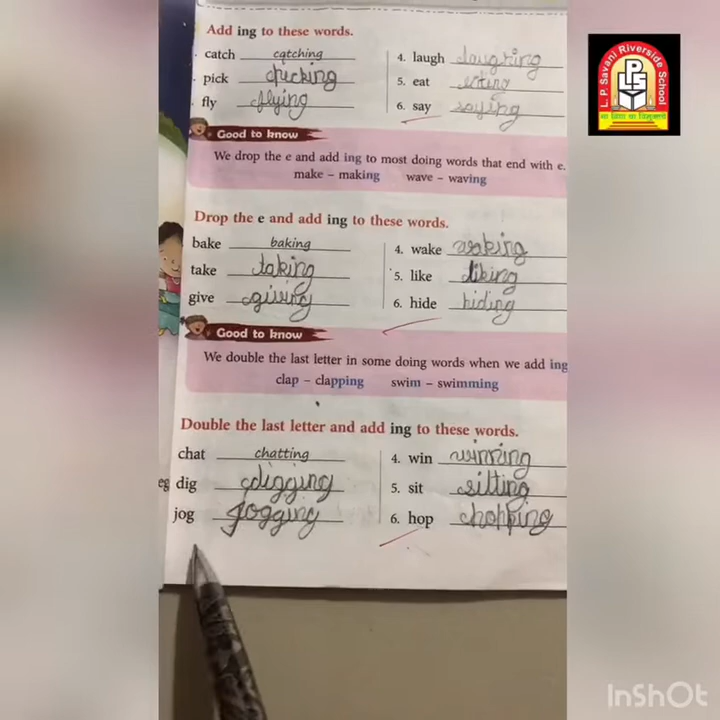 Add ing to these words.
catch catching 4. laugh laughing
pick picking 5. eat eating
fly flying 6. say saying
Good to know
We drop the e and add ing to most doing words that end with e.
make – making wave – waving
Drop the e and add ing to these words.
bake baking 4. wake waking
take taking 5. like liking
give giving 6. hide hiding
Good to know
We double the last letter in some doing words when we add ing
clap – clapping swim – swimming
Double the last letter and add ing to these words.
chat chatting 4. win winning
eg dig digging 5. sit sitting
jog jogging 6. hop hopping
L. P. Savani Riverside School
LPS
सा विद्या या विमुक्तये
InShOt